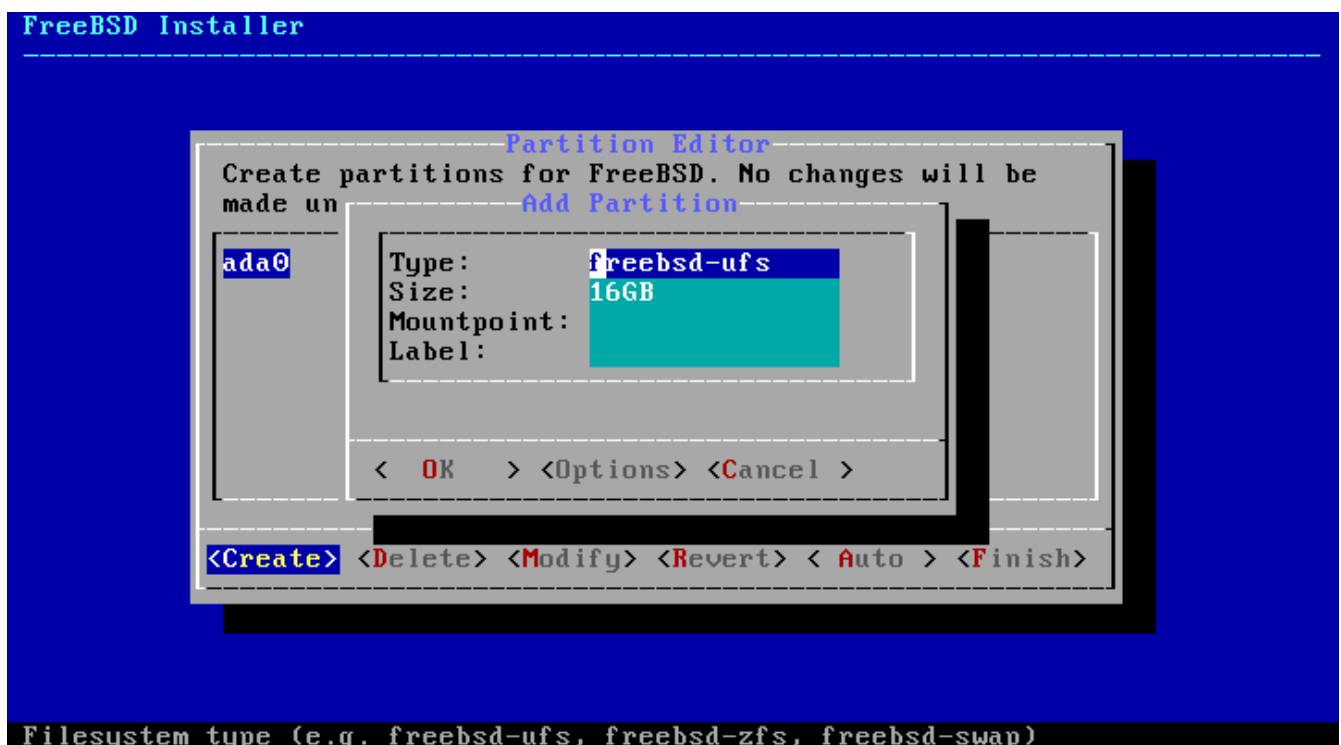 FreeBSD Installer
Partition Editor
Create partitions for FreeBSD. No changes will be
made un
Add Partition
ada0
Type: freebsd-ufs
Size: 16GB
Mountpoint:
Label:
< OK > <Options> <Cancel >
<Create> <Delete> <Modify> <Revert> < Auto > <Finish>
Filesystem type (e.g. freebsd-ufs, freebsd-zfs, freebsd-swap)